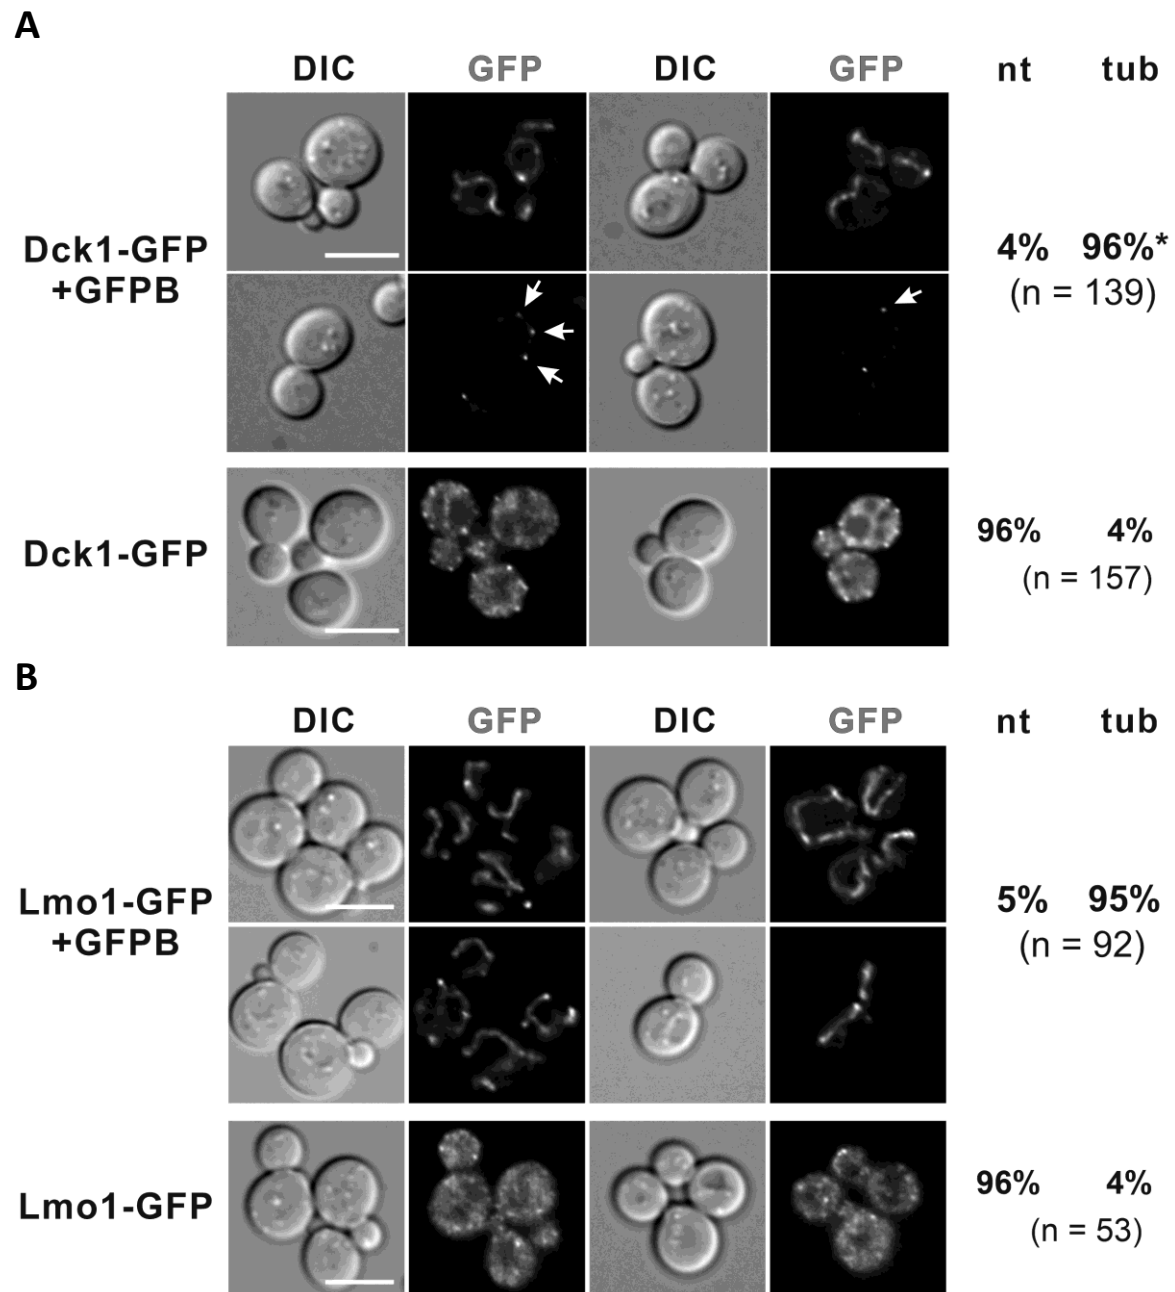 A
DIC GFP DIC GFP nt tub
Dck1-GFP
+GFPB
4% 96%*
(n = 139)
Dck1-GFP
96% 4%
(n = 157)
B
DIC GFP DIC GFP nt tub
Lmo1-GFP
+GFPB
5% 95%
(n = 92)
Lmo1-GFP
96% 4%
(n = 53)